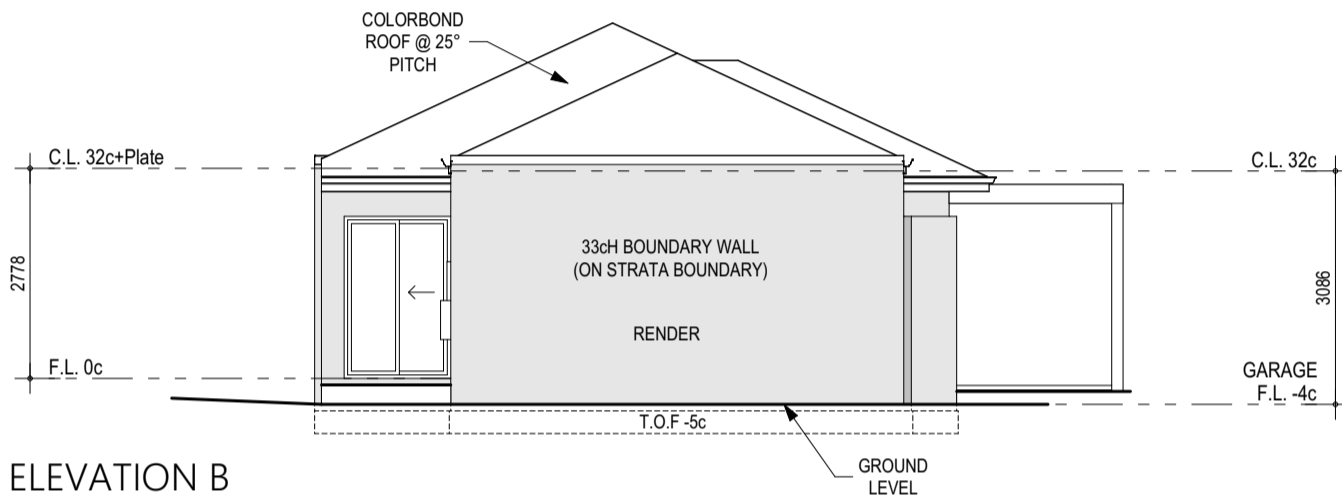 COLORBOND
ROOF @ 25°
PITCH
C.L. 32c+Plate
C.L. 32c
2778
33cH BOUNDARY WALL
(ON STRATA BOUNDARY)
3086
RENDER
F.L. 0c
GARAGE
F.L. -4c
T.O.F -5c
GROUND
LEVEL
ELEVATION B